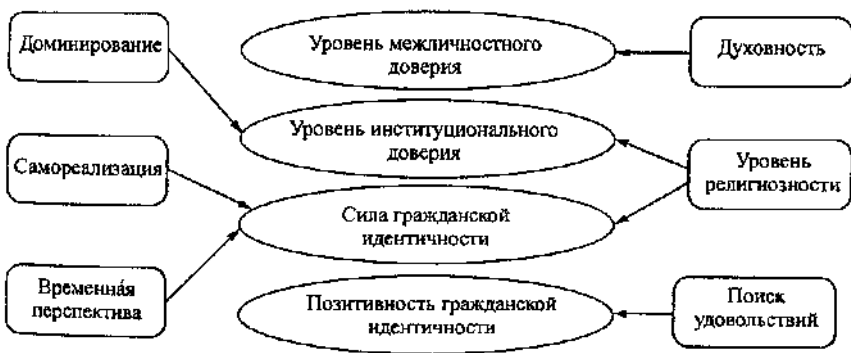 Доминирование
Уровень межличностного
доверия
Духовность
Уровень институционального
доверия
Самореализация
Уровень
религиозности
Сила гражданской
идентичности
Временна́я
перспектива
Позитивность гражданской
идентичности
Поиск
удовольствий